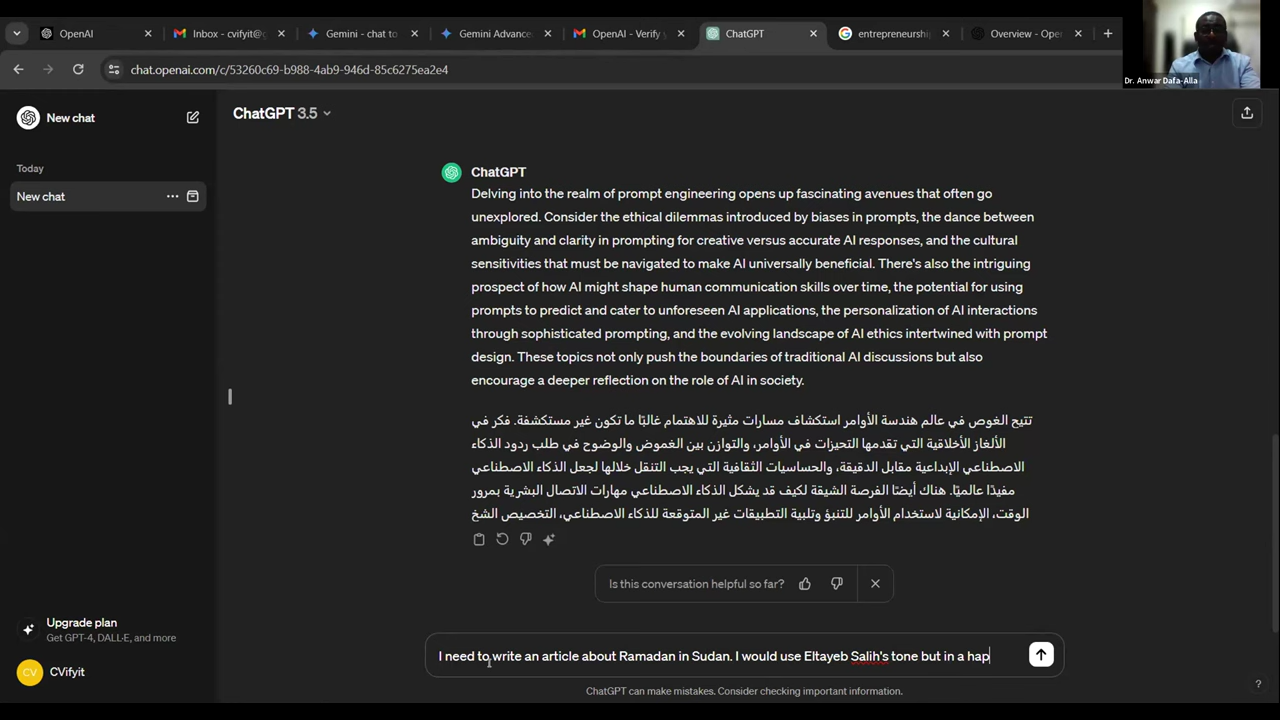 OpenAI
Inbox - cvifyit@g
Gemini - chat to
Gemini Advance
OpenAI - Verify y
ChatGPT
entrepreneurship
Overview - Open
chat.openai.com/c/53260c69-b988-4ab9-946d-85c6275ea2e4
Dr. Anwar Dafa-Alla
New chat
Today
New chat
ChatGPT 3.5
ChatGPT
Delving into the realm of prompt engineering opens up fascinating avenues that often go
unexplored. Consider the ethical dilemmas introduced by biases in prompts, the dance between
ambiguity and clarity in prompting for creative versus accurate AI responses, and the cultural
sensitivities that must be navigated to make AI universally beneficial. There's also the intriguing
prospect of how AI might shape human communication skills over time, the potential for using
prompts to predict and cater to unforeseen AI applications, the personalization of AI interactions
through sophisticated prompting, and the evolving landscape of AI ethics intertwined with prompt
design. These topics not only push the boundaries of traditional AI discussions but also
encourage a deeper reflection on the role of AI in society.
تتيح الغوص في عالم هندسة الأوامر استكشاف مسارات مثيرة للاهتمام غالبًا ما تكون غير مستكشفة. فكر في
الألغاز الأخلاقية التي تقدمها التحيزات في الأوامر، والتوازن بين الغموض والوضوح في طلب ردود الذكاء
الاصطناعي الإبداعية مقابل الدقيقة، والحساسيات الثقافية التي يجب التنقل خلالها لجعل الذكاء الاصطناعي
مفيدًا عالميًا. هناك أيضًا الفرصة الشيقة لكيف قد يشكل الذكاء الاصطناعي مهارات الاتصال البشرية بمرور
الوقت، الإمكانية لاستخدام الأوامر للتنبؤ وتلبية التطبيقات غير المتوقعة للذكاء الاصطناعي، التخصيص الشخ
Is this conversation helpful so far?
Upgrade plan
Get GPT-4, DALL·E, and more
CV CVifyit
I need to write an article about Ramadan in Sudan. I would use Eltayeb Salih's tone but in a hap
ChatGPT can make mistakes. Consider checking important information.
?